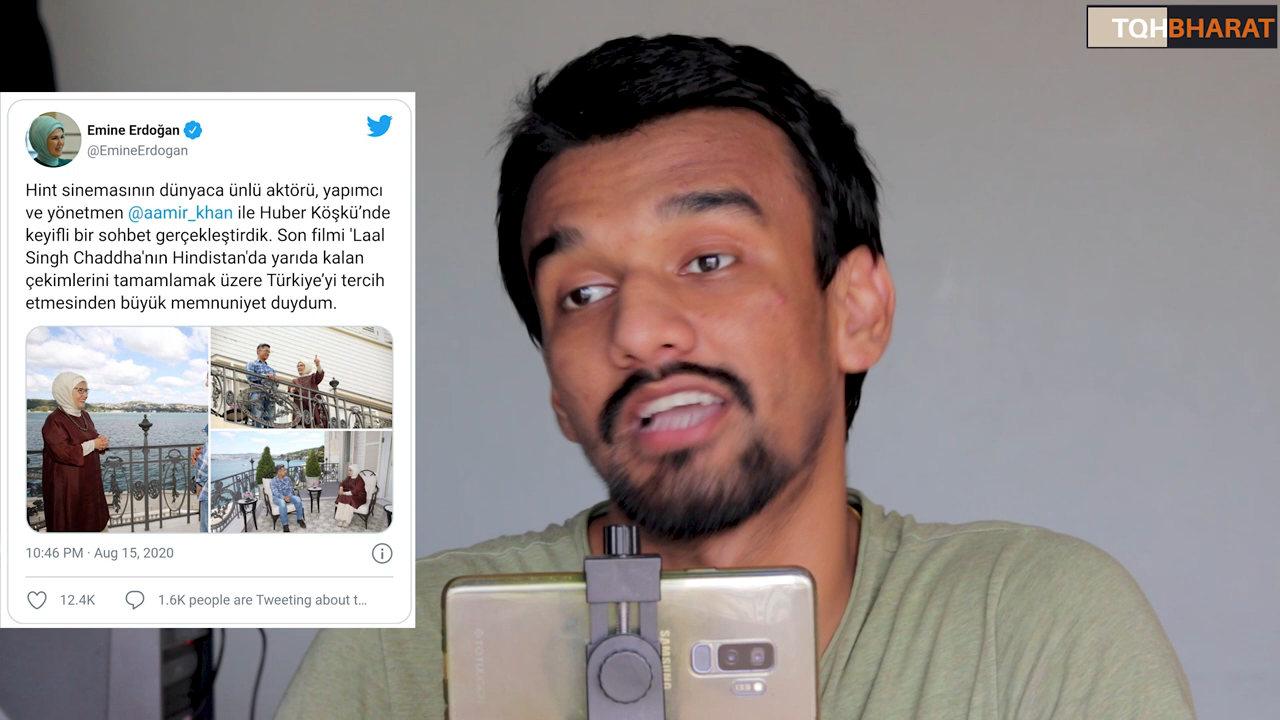 TQHBHARAT
Emine Erdoğan
@EmineErdogan
Hint sinemasının dünyaca ünlü aktörü, yapımcı
ve yönetmen @aamir_khan ile Huber Köşkü’nde
keyifli bir sohbet gerçekleştirdik. Son filmi 'Laal
Singh Chaddha'nın Hindistan'da yarıda kalan
çekimlerini tamamlamak üzere Türkiye’yi tercih
etmesinden büyük memnuniyet duydum.
10:46 PM · Aug 15, 2020
12.4K
1.6K people are Tweeting about t...
SAMSUNG